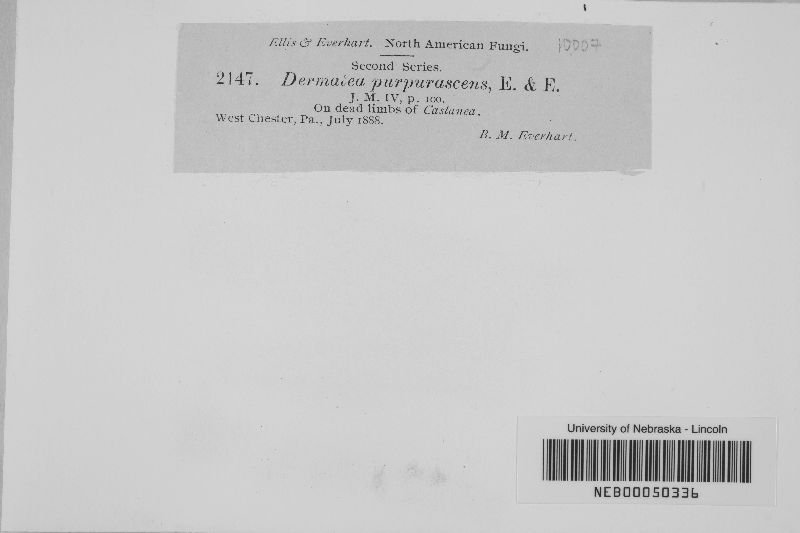 Ellis & Everhart. North American Fungi. 10007
Second Series.
2147. Dermatea purpurascens, E. & E.
J. M. IV, p. 100.
On dead limbs of Castanea.
West Chester, Pa., July 1888.
B. M. Everhart.
University of Nebraska - Lincoln
NEB00050336